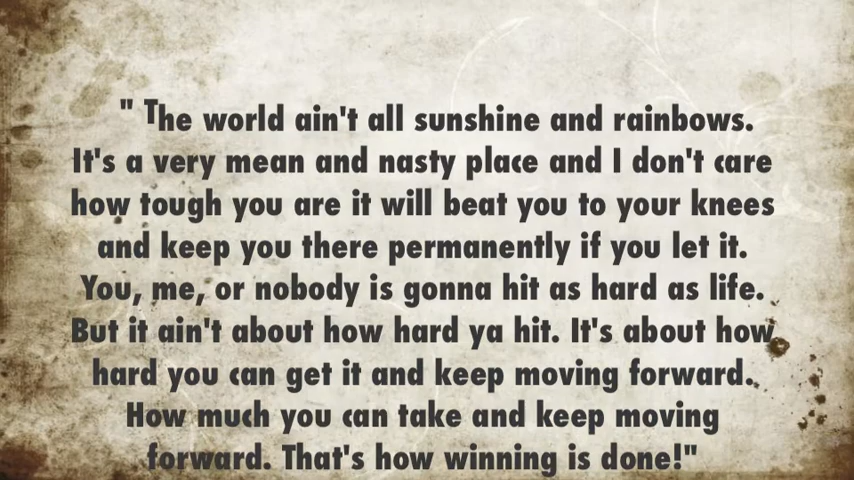 " The world ain't all sunshine and rainbows.
It's a very mean and nasty place and I don't care
how tough you are it will beat you to your knees
and keep you there permanently if you let it.
You, me, or nobody is gonna hit as hard as life.
But it ain't about how hard ya hit. It's about how
hard you can get it and keep moving forward.
How much you can take and keep moving
forward. That's how winning is done!"